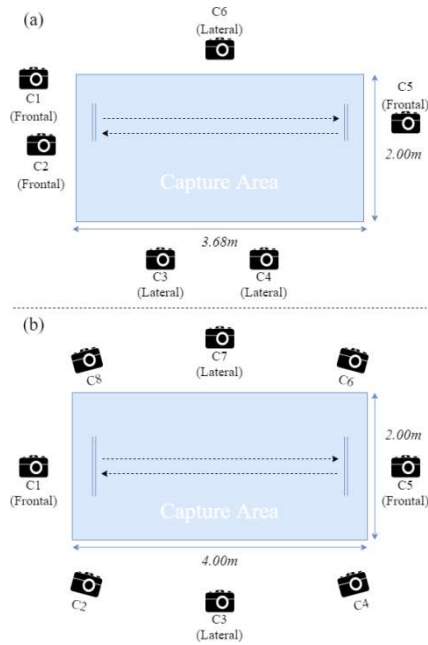 (a)
C6
(Lateral)
C1
(Frontal)
C5
(Frontal)
C2
(Frontal)
2.00m
Capture Area
3.68m
C3
(Lateral)
C4
(Lateral)
(b)
C8
C7
(Lateral)
C6
2.00m
C1
(Frontal)
C5
(Frontal)
Capture Area
4.00m
C2
C3
(Lateral)
C4